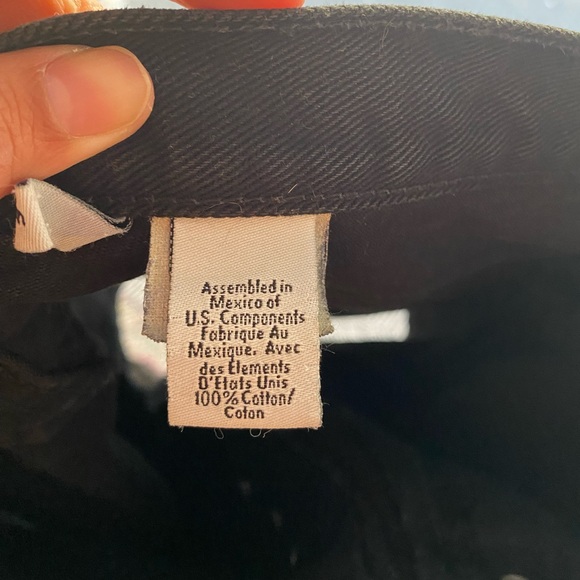 Assembled in
Mexico of
U.S. Components
Fabrique Au
Mexique. Avec
des Elements
D'Etats Unis
100% Cotton/
Coton